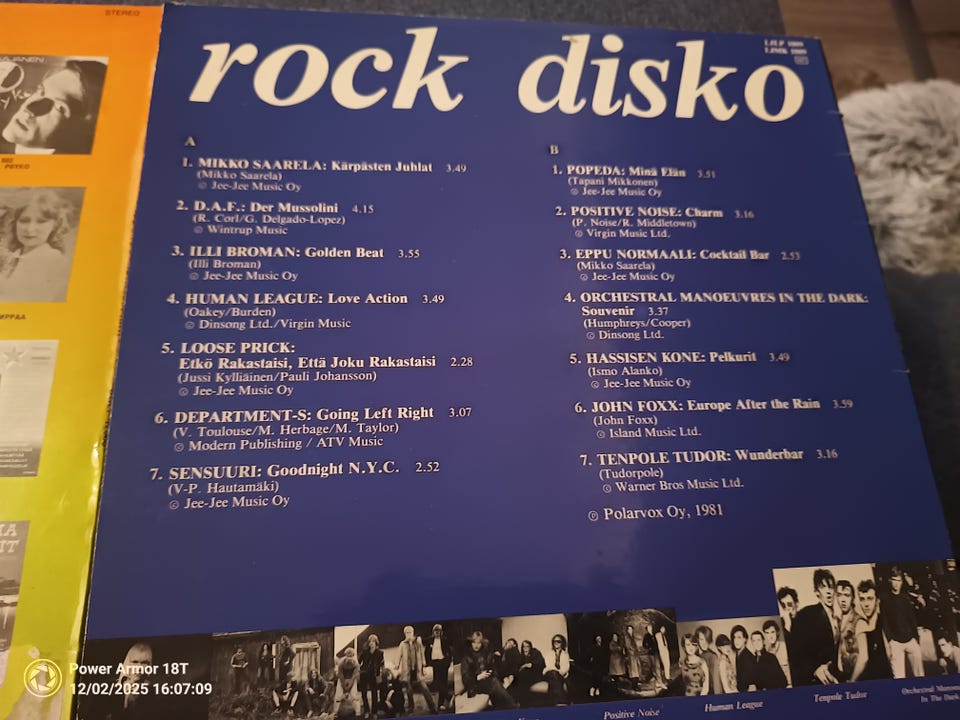 STEREO
rock disko
LJLP 1009
LJMK 1009
A
1. MIKKO SAARELA: Kärpästen Juhlat 3.49
(Mikko Saarela)
© Jee-Jee Music Oy
2. D.A.F.: Der Mussolini 4.15
(R. Corl/G. Delgado-Lopez)
© Wintrup Music
3. ILLI BROMAN: Golden Beat 3.55
(Illi Broman)
© Jee-Jee Music Oy
4. HUMAN LEAGUE: Love Action 3.49
(Oakey/Burden)
© Dinsong Ltd./Virgin Music
5. LOOSE PRICK:
Etkö Rakastaisi, Että Joku Rakastaisi 2.28
(Jussi Kylliäinen/Pauli Johansson)
© Jee-Jee Music Oy
6. DEPARTMENT-S: Going Left Right 3.07
(V. Toulouse/M. Herbage/M. Taylor)
© Modern Publishing / ATV Music
7. SENSUURI: Goodnight N.Y.C. 2.52
(V-P. Hautamäki)
© Jee-Jee Music Oy
B
1. POPEDA: Minä Elän 3.51
(Tapani Mikkonen)
© Jee-Jee Music Oy
2. POSITIVE NOISE: Charm 3.16
(P. Noise/R. Middletown)
© Virgin Music Ltd.
3. EPPU NORMAALI: Cocktail Bar 2.53
(Mikko Saarela)
© Jee-Jee Music Oy
4. ORCHESTRAL MANOEUVRES IN THE DARK:
Souvenir 3.37
(Humphreys/Cooper)
© Dinsong Ltd.
5. HASSISEN KONE: Pelkurit 3.49
(Ismo Alanko)
© Jee-Jee Music Oy
6. JOHN FOXX: Europe After the Rain 3.59
(John Foxx)
© Island Music Ltd.
7. TENPOLE TUDOR: Wunderbar 3.16
(Tudorpole)
© Warner Bros Music Ltd.
℗ Polarvox Oy, 1981
Positive Noise
Human League
Tenpole Tudor
In The Dark
Power Armor 18T
12/02/2025 16:07:09